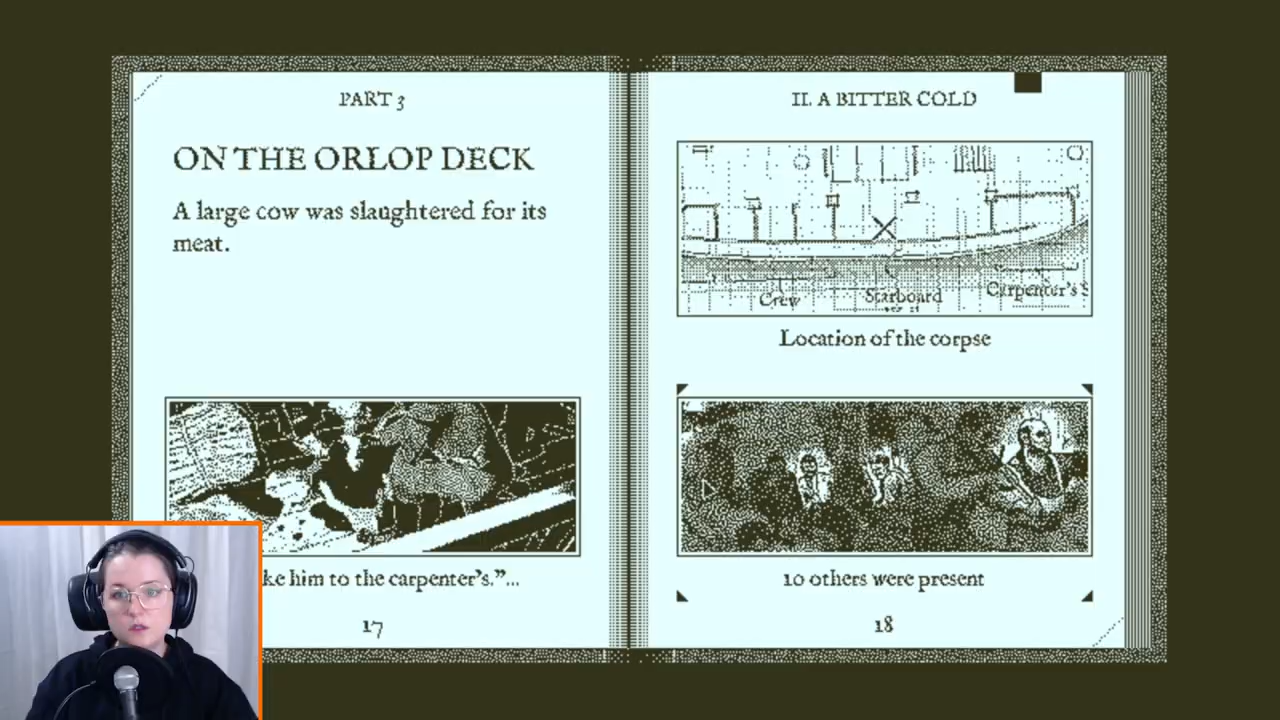 PART 3
ON THE ORLOP DECK
A large cow was slaughtered for its
meat.
ke him to the carpenter's."...
17
II. A BITTER COLD
Crew
Starboard
Carpenter's S
Location of the corpse
10 others were present
18